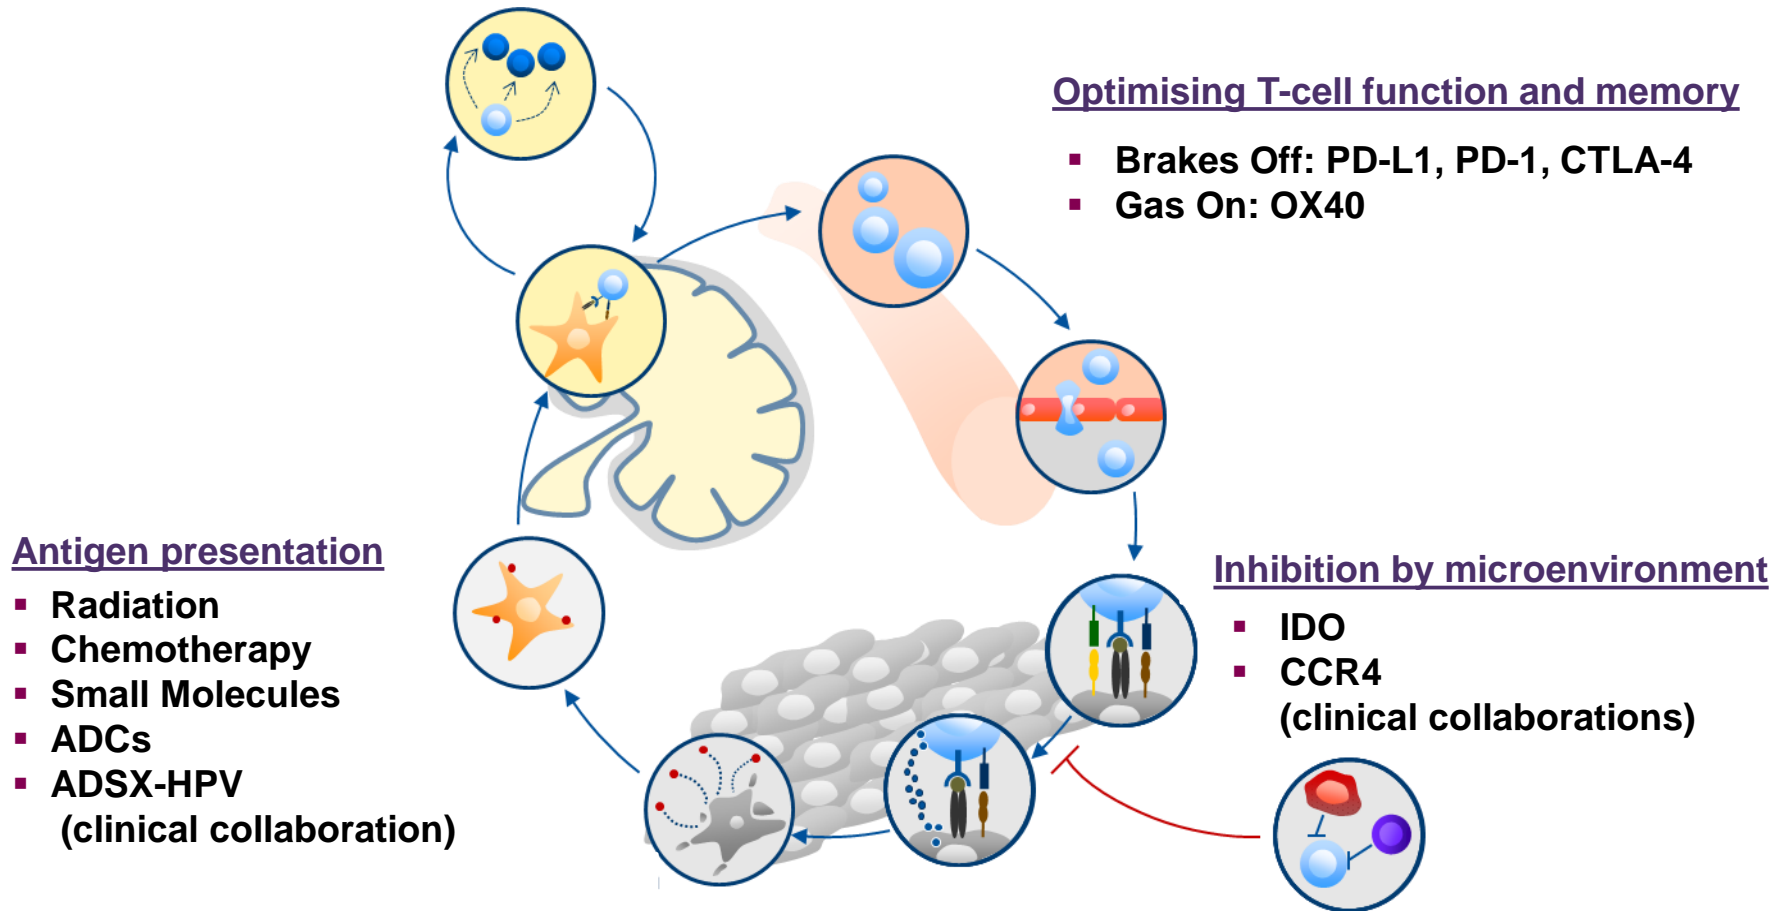 Optimising T-cell function and memory
▪ Brakes Off: PD-L1, PD-1, CTLA-4
▪ Gas On: OX40
Antigen presentation
▪ Radiation
▪ Chemotherapy
▪ Small Molecules
▪ ADCs
▪ ADSX-HPV
(clinical collaboration)
Inhibition by microenvironment
▪ IDO
▪ CCR4
(clinical collaborations)